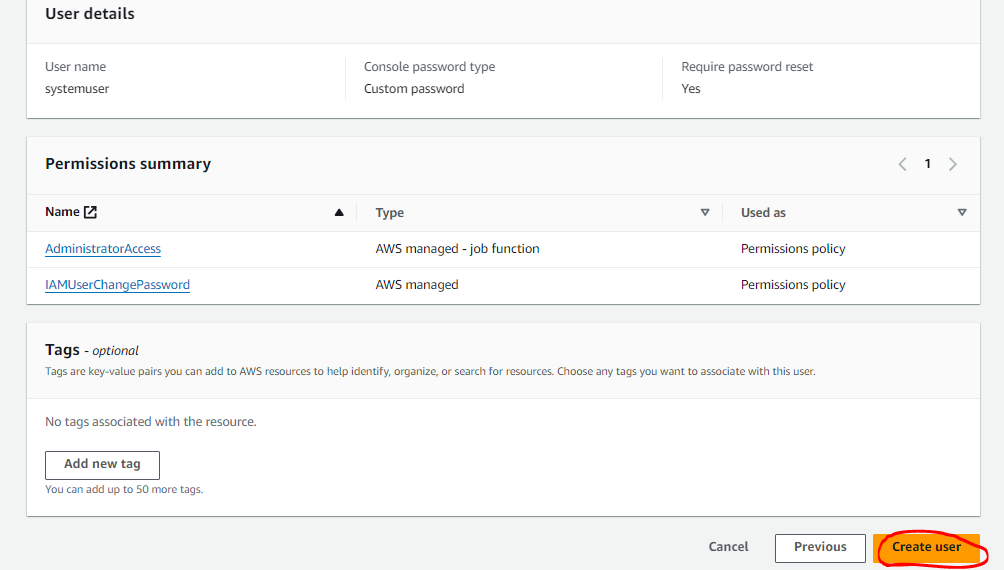 User details
User name
Console password type
Require password reset
systemuser
Custom password
Yes
Permissions summary
1
Name
Type
Used as
AdministratorAccess
AWS managed - job function
Permissions policy
IAMUserChangePassword
AWS managed
Permissions policy
Tags - optional
Tags are key-value pairs you can add to AWS resources to help identify, organize, or search for resources. Choose any tags you want to associate with this user.
No tags associated with the resource.
Add new tag
You can add up to 50 more tags.
Cancel
Previous
Create user